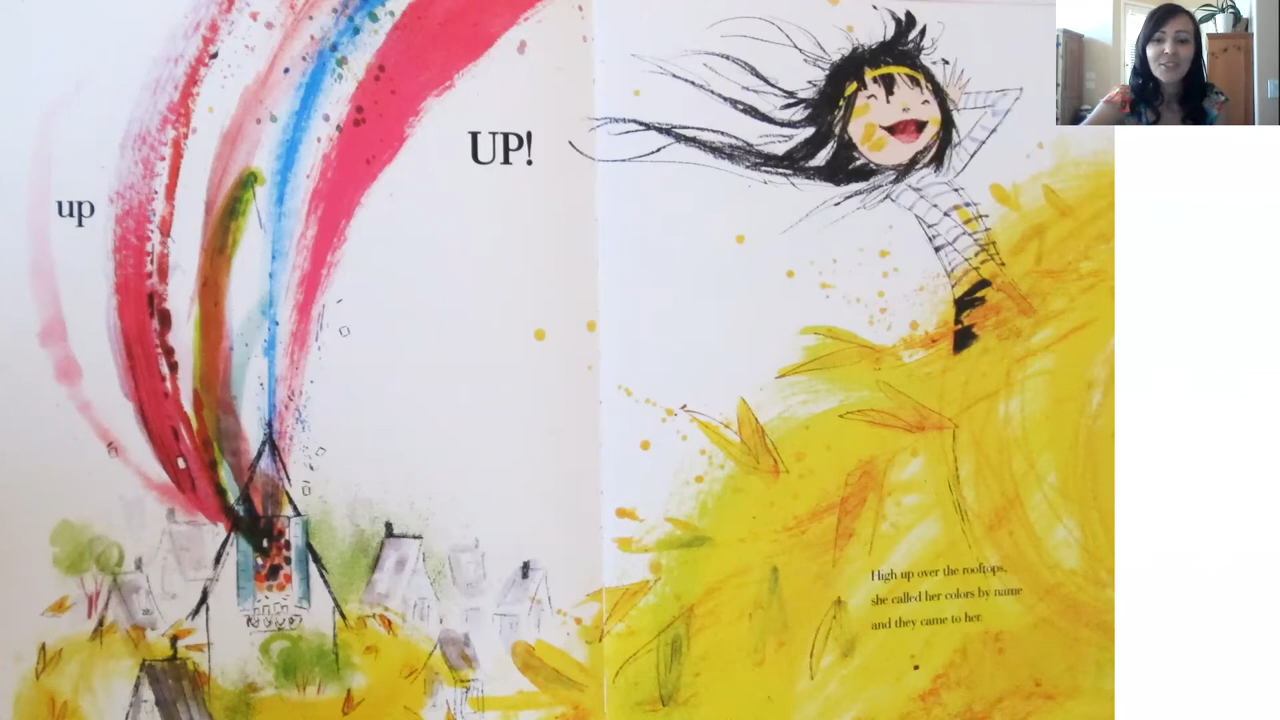 up
UP!
High up over the rooftops,
she called her colors by name
and they came to her.